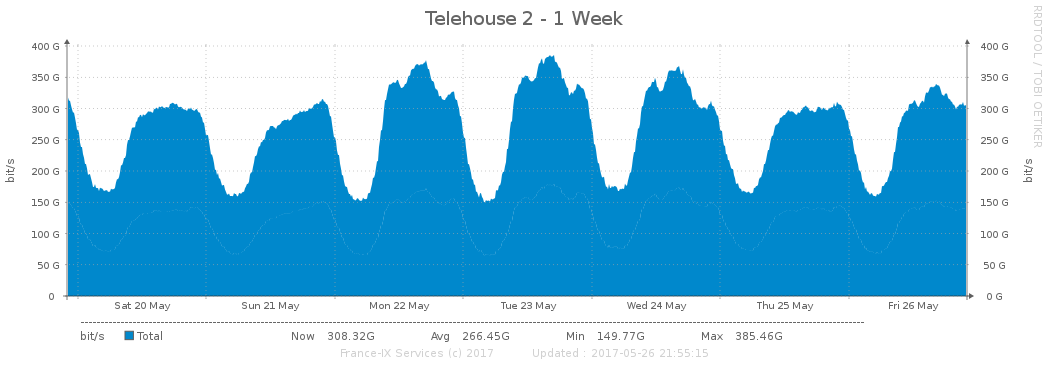 Telehouse 2 - 1 Week
RRDTOOL / TOBI OETIKER
bit/s
400 G 400 G
350 G 350 G
300 G 300 G
250 G 250 G
200 G 200 G
150 G 150 G
100 G 100 G
50 G 50 G
0 0 G
bit/s
Sat 20 May Sun 21 May Mon 22 May Tue 23 May Wed 24 May Thu 25 May Fri 26 May
bit/s Total Now 308.32G Avg 266.45G Min 149.77G Max 385.46G
France-IX Services (c) 2017 Updated : 2017-05-26 21:55:15